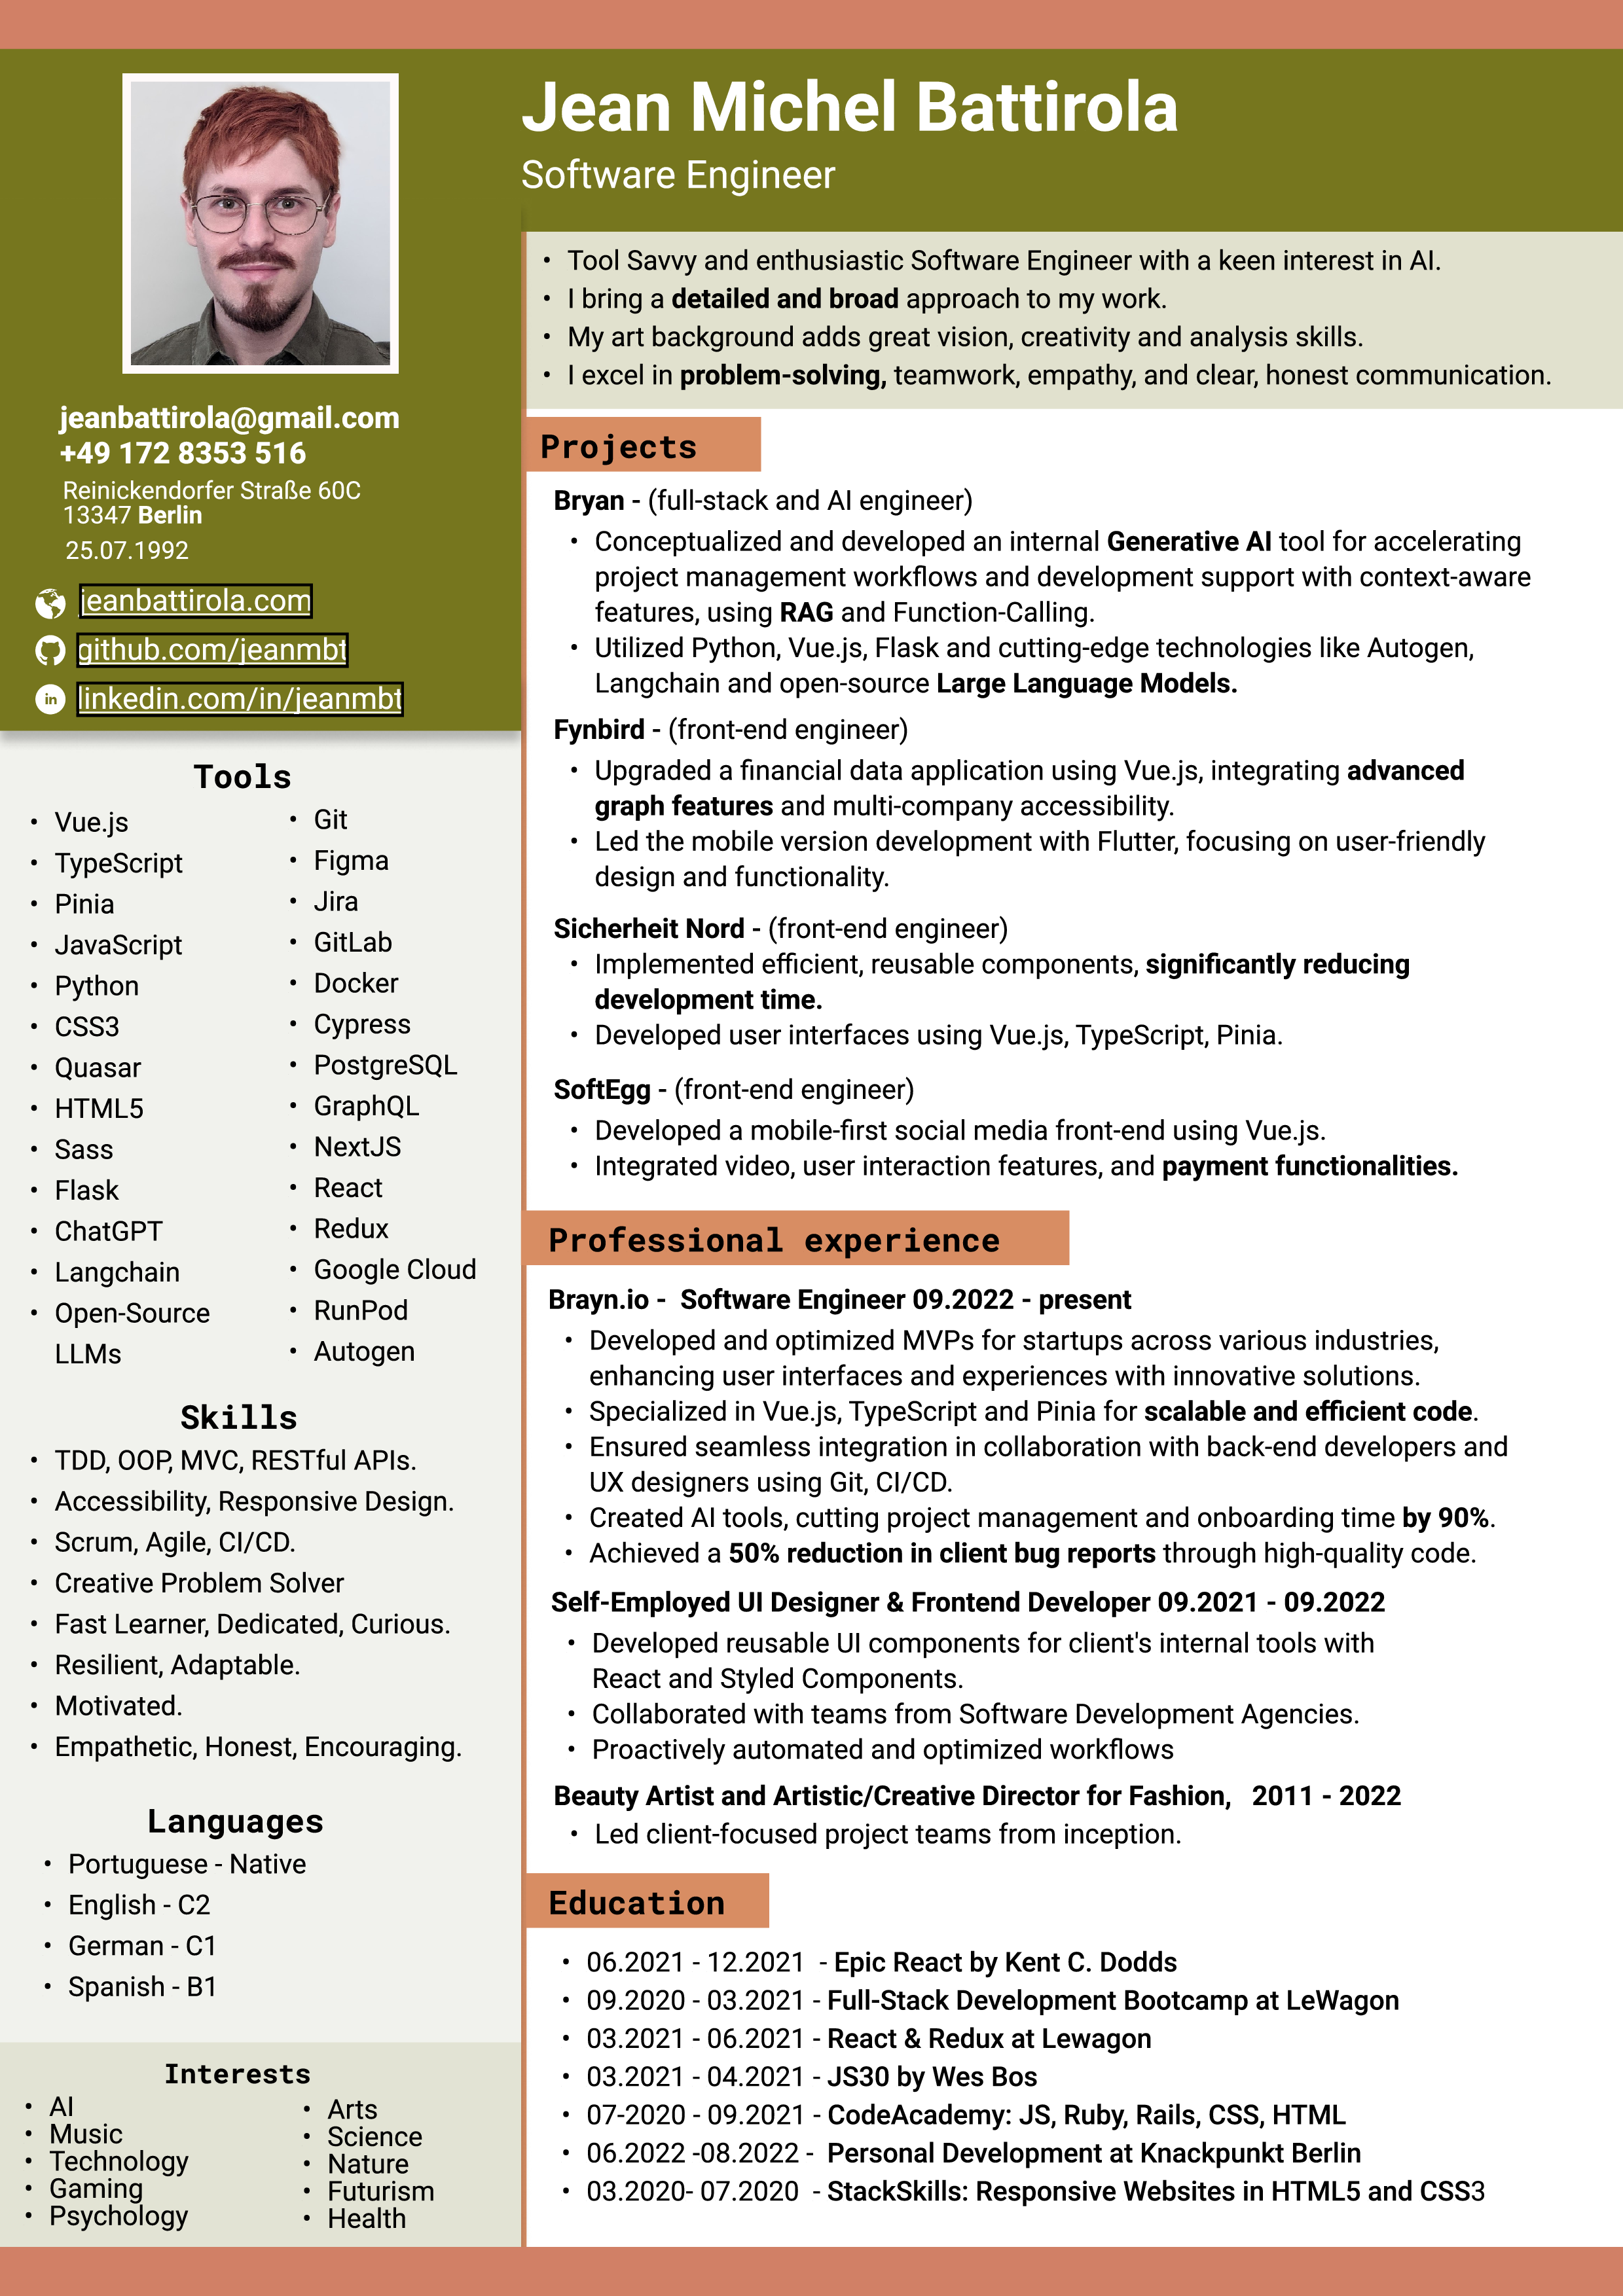 Jean Michel Battirola
Software Engineer
jeanbattirola@gmail.com
+49 172 8353 516
Reinickendorfer Straße 60C
13347 Berlin
25.07.1992
jeanbattirola.com
github.com/jeanmbt
in
linkedin.com/in/jeanmbt
Tools
• Vue.js
• TypeScript
• Pinia
• JavaScript
• Python
• CSS3
• Quasar
• HTML5
• Sass
• Flask
• ChatGPT
• Langchain
• Open-Source
LLMs
• Git
• Figma
• Jira
• GitLab
• Docker
• Cypress
• PostgreSQL
• GraphQL
• NextJS
• React
• Redux
• Google Cloud
• RunPod
• Autogen
Skills
• TDD, OOP, MVC, RESTful APIs.
• Accessibility, Responsive Design.
• Scrum, Agile, CI/CD.
• Creative Problem Solver
• Fast Learner, Dedicated, Curious.
• Resilient, Adaptable.
• Motivated.
• Empathetic, Honest, Encouraging.
Languages
• Portuguese - Native
• English - C2
• German - C1
• Spanish - B1
Interests
• AI
• Music
• Technology
• Gaming
• Psychology
• Arts
• Science
• Nature
• Futurism
• Health
• Tool Savvy and enthusiastic Software Engineer with a keen interest in AI.
• I bring a detailed and broad approach to my work.
• My art background adds great vision, creativity and analysis skills.
• I excel in problem-solving, teamwork, empathy, and clear, honest communication.
Projects
Bryan - (full-stack and AI engineer)
• Conceptualized and developed an internal Generative AI tool for accelerating
project management workflows and development support with context-aware
features, using RAG and Function-Calling.
• Utilized Python, Vue.js, Flask and cutting-edge technologies like Autogen,
Langchain and open-source Large Language Models.
Fynbird - (front-end engineer)
• Upgraded a financial data application using Vue.js, integrating advanced
graph features and multi-company accessibility.
• Led the mobile version development with Flutter, focusing on user-friendly
design and functionality.
Sicherheit Nord - (front-end engineer)
• Implemented efficient, reusable components, significantly reducing
development time.
• Developed user interfaces using Vue.js, TypeScript, Pinia.
SoftEgg - (front-end engineer)
• Developed a mobile-first social media front-end using Vue.js.
• Integrated video, user interaction features, and payment functionalities.
Professional experience
Brayn.io - Software Engineer 09.2022 - present
• Developed and optimized MVPs for startups across various industries,
enhancing user interfaces and experiences with innovative solutions.
• Specialized in Vue.js, TypeScript and Pinia for scalable and efficient code.
• Ensured seamless integration in collaboration with back-end developers and
UX designers using Git, CI/CD.
• Created AI tools, cutting project management and onboarding time by 90%.
• Achieved a 50% reduction in client bug reports through high-quality code.
Self-Employed UI Designer & Frontend Developer 09.2021 - 09.2022
• Developed reusable UI components for client's internal tools with
React and Styled Components.
• Collaborated with teams from Software Development Agencies.
• Proactively automated and optimized workflows
Beauty Artist and Artistic/Creative Director for Fashion, 2011 - 2022
• Led client-focused project teams from inception.
Education
• 06.2021 - 12.2021 - Epic React by Kent C. Dodds
• 09.2020 - 03.2021 - Full-Stack Development Bootcamp at LeWagon
• 03.2021 - 06.2021 - React & Redux at Lewagon
• 03.2021 - 04.2021 - JS30 by Wes Bos
• 07-2020 - 09.2021 - CodeAcademy: JS, Ruby, Rails, CSS, HTML
• 06.2022 -08.2022 - Personal Development at Knackpunkt Berlin
• 03.2020- 07.2020 - StackSkills: Responsive Websites in HTML5 and CSS3